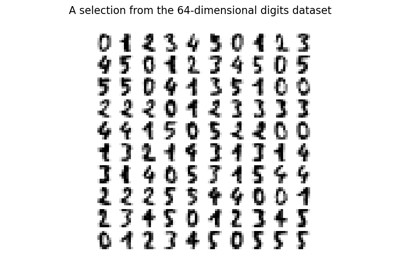 A selection from the 64-dimensional digits dataset
0 1 2 3 4 5 0 1 2 3
4 5 0 1 2 3 4 5 0 5
5 5 0 4 1 3 5 1 0 0
2 2 2 0 1 2 3 3 3 3
4 4 1 5 0 5 2 2 0 0
1 3 2 1 4 3 1 3 1 4
3 1 4 0 5 3 1 5 4 4
2 2 2 5 5 4 4 0 0 1
2 3 4 5 0 1 2 3 4 5
0 1 2 3 4 5 0 5 5 5